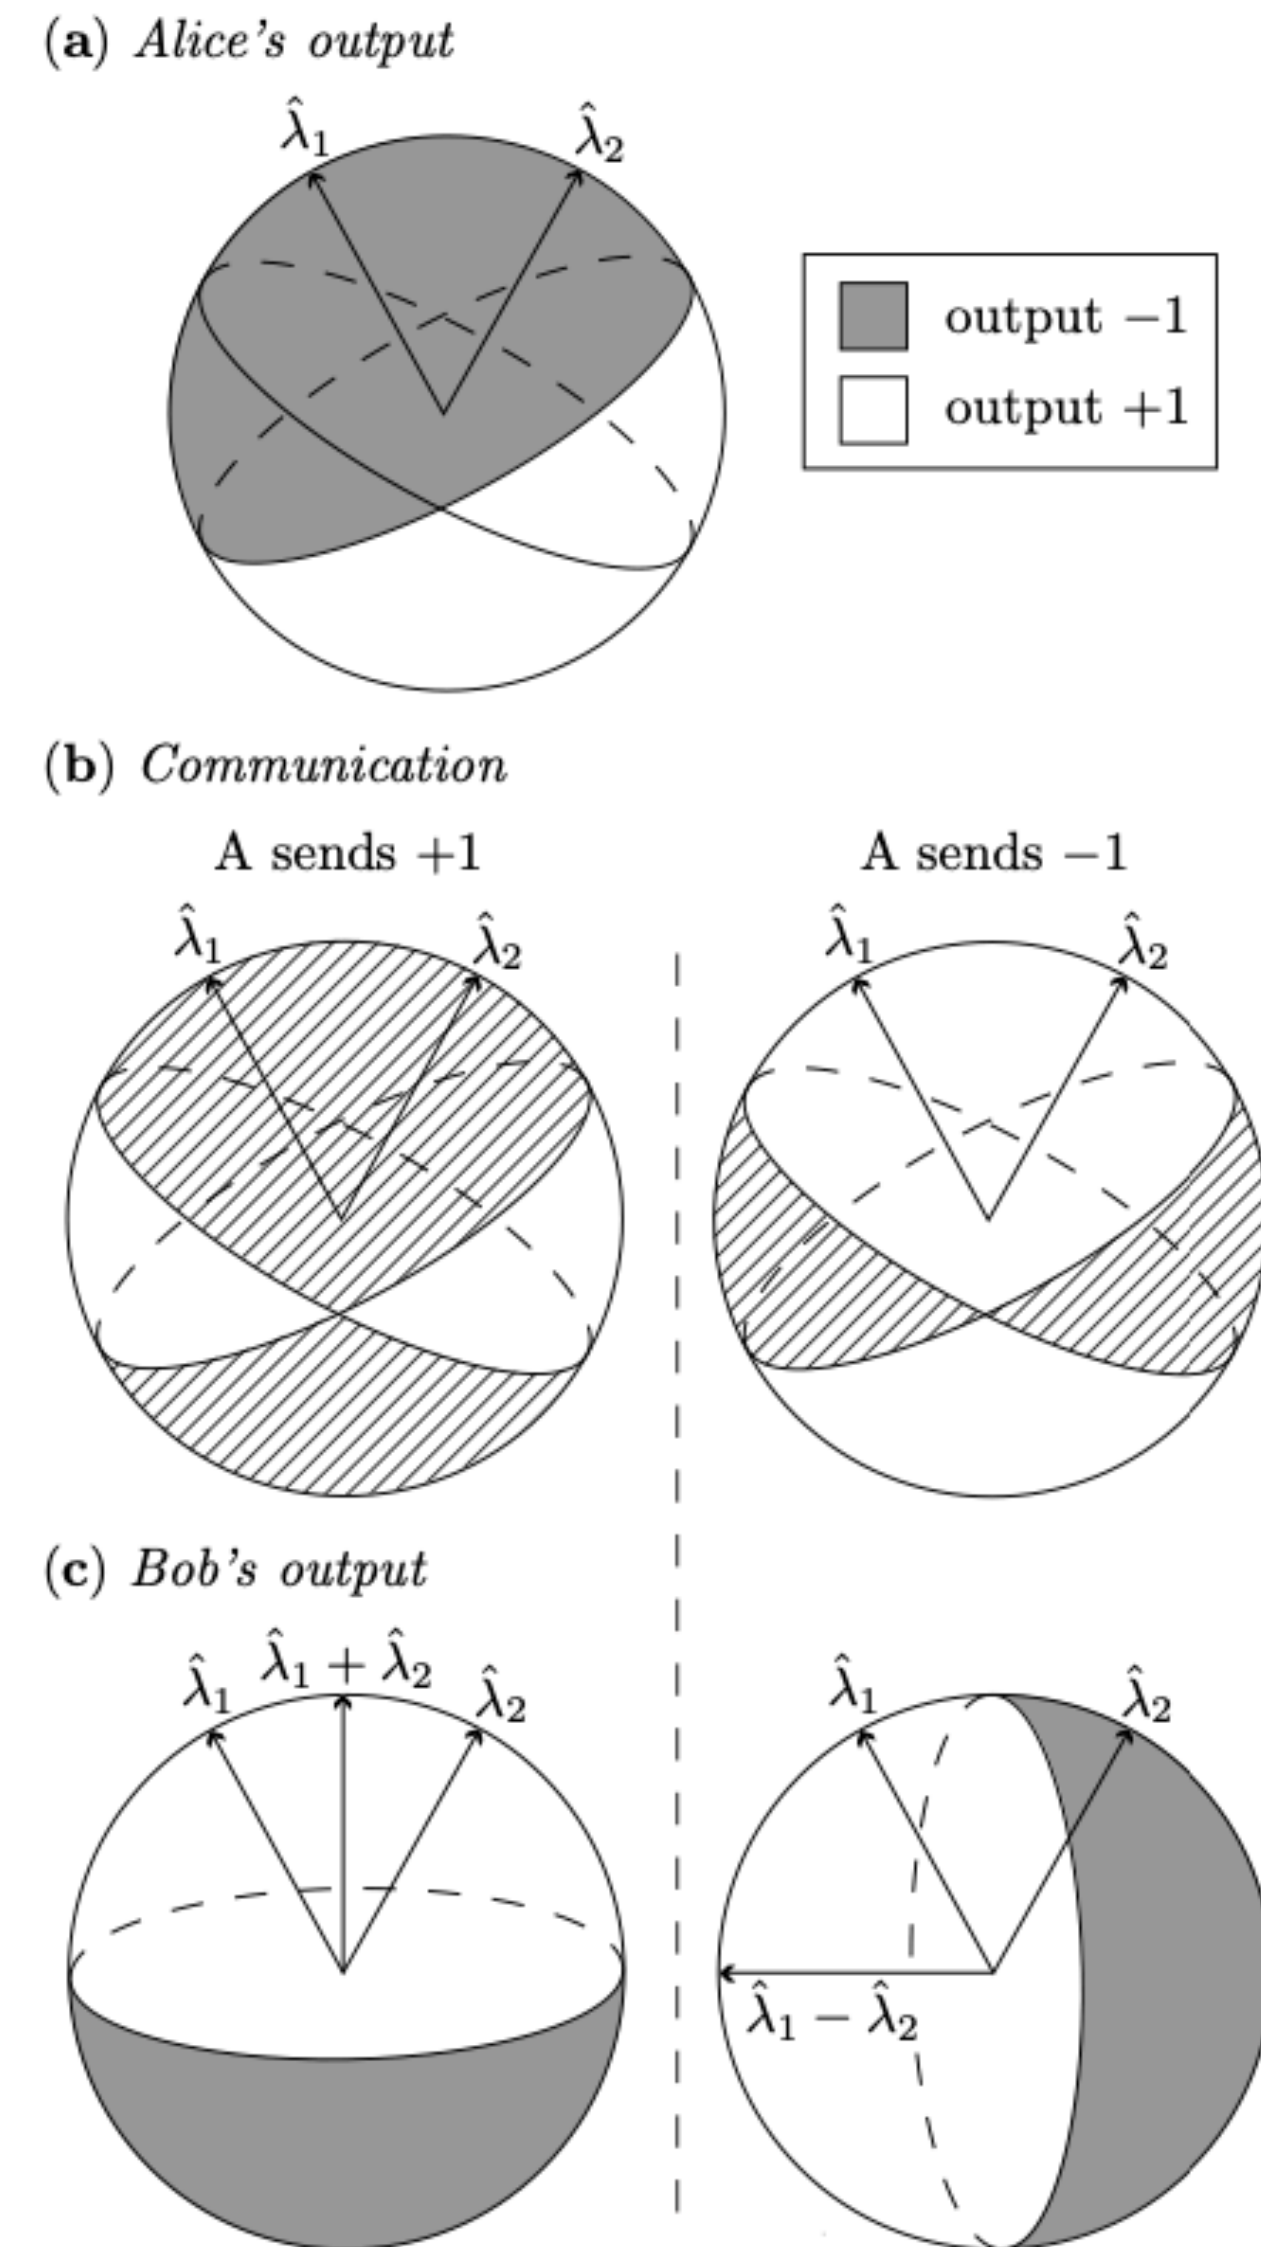 (a) Alice's output
λ̂₁ λ̂₂
output −1
output +1
(b) Communication
A sends +1 A sends −1
λ̂₁ λ̂₂ λ̂₁ λ̂₂
(c) Bob's output
λ̂₁ λ̂₁ + λ̂₂ λ̂₂ λ̂₁ λ̂₂
λ̂₁ − λ̂₂